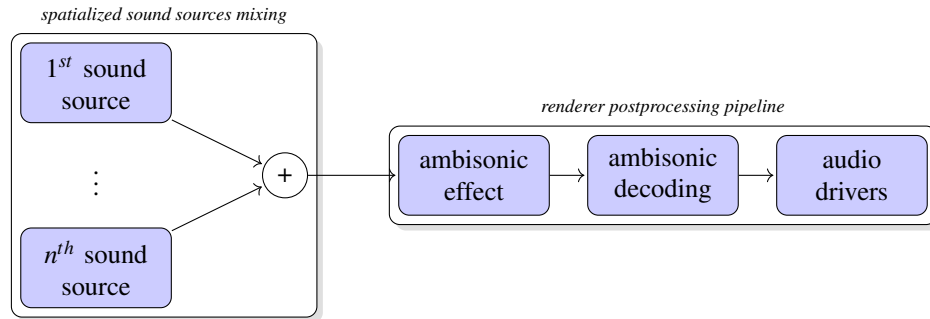 spatialized sound sources mixing
1st sound
source
⋮
nth sound
source
+
renderer postprocessing pipeline
ambisonic
effect
ambisonic
decoding
audio
drivers